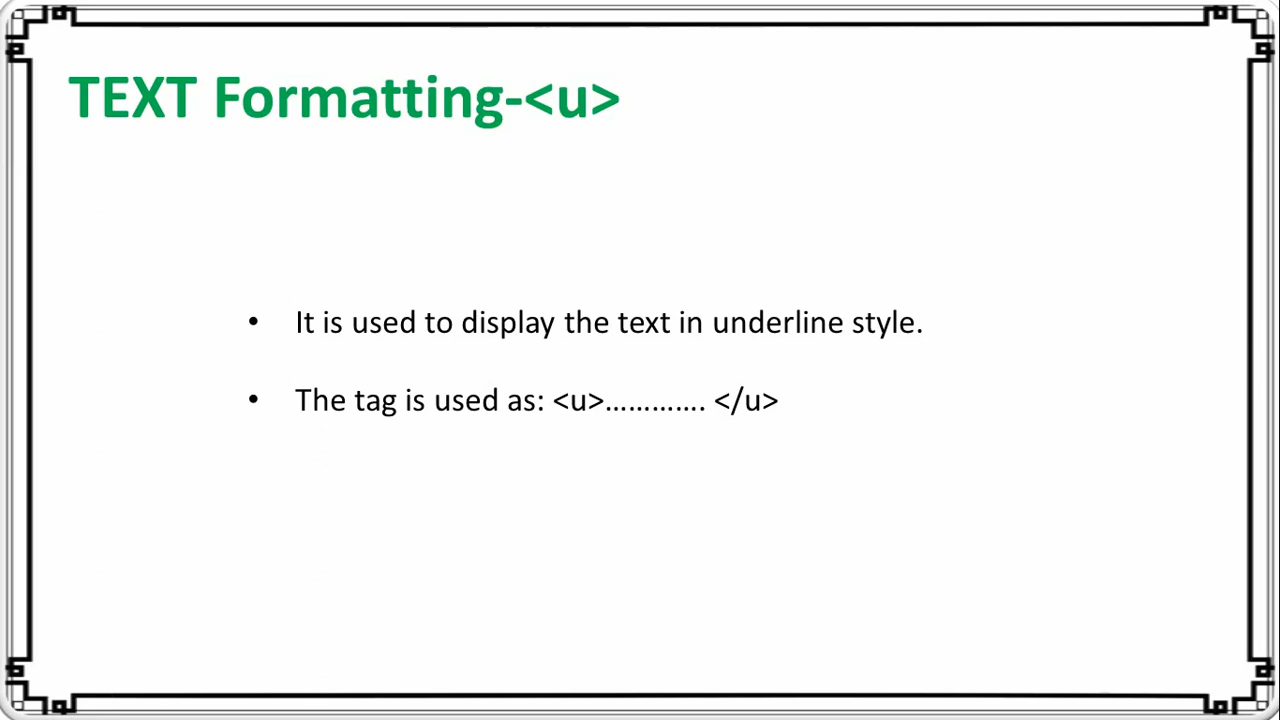 TEXT Formatting-<u>
• It is used to display the text in underline style.
• The tag is used as: <u>…………. </u>